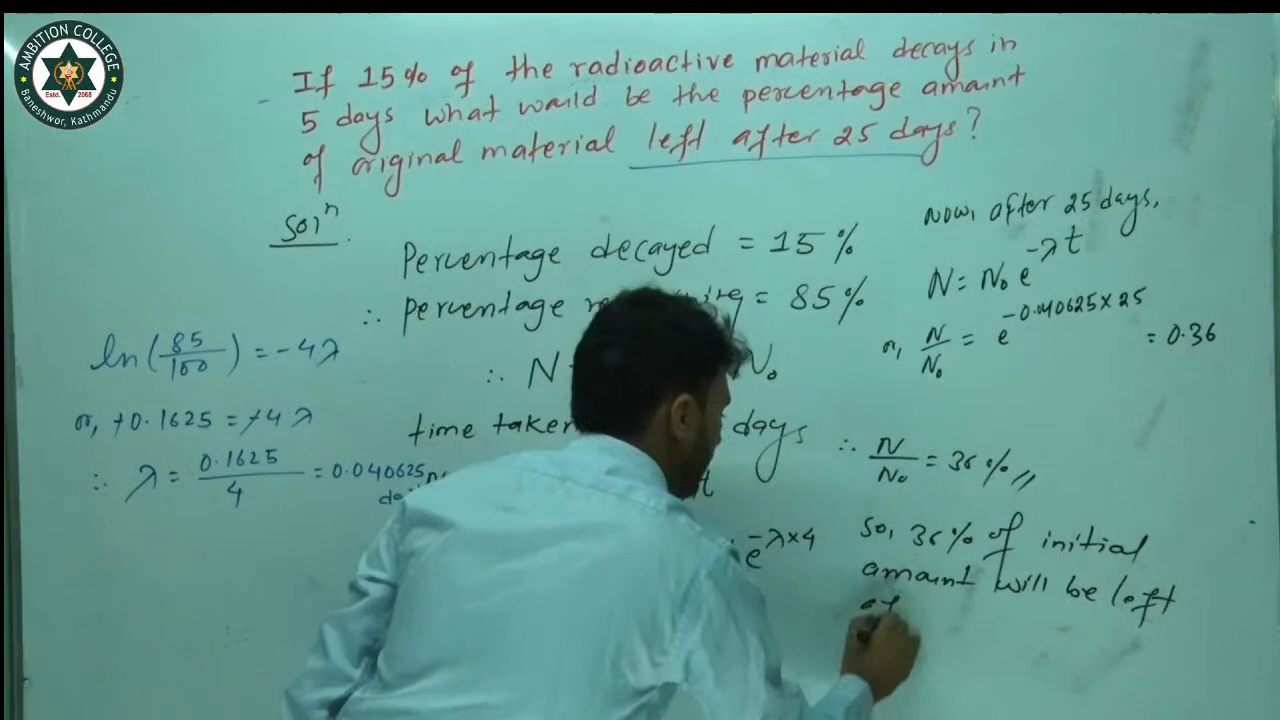 AMBITION COLLEGE
Estd. 2068
Baneshwor, Kathmandu
If 15% of the radioactive material decays in
5 days what would be the percentage amount
of original material left after 25 days?
Solⁿ.
Percentage decayed = 15%
∴ percentage = 85%
∴ N N₀
time taken days
e^(-λ×4)
ln(85/100) = -4λ
or, +0.1625 = +4λ
∴ λ = 0.1625/4 = 0.040625
Now, after 25 days,
N = N₀ e^(-λt)
or, N/N₀ = e^(-0.040625×25) = 0.36
∴ N/N₀ = 36%//
So, 36% of initial
amount will be left